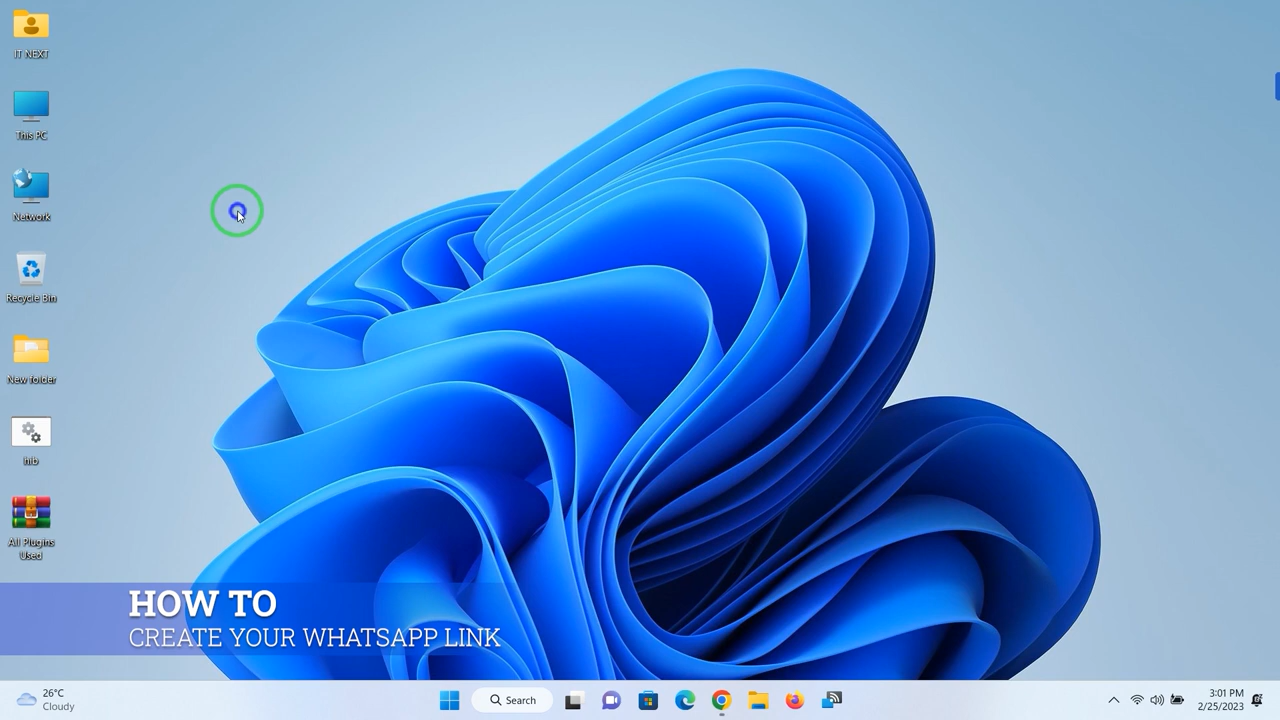 IT NEXT
This PC
Network
Recycle Bin
New folder
hib
All Plugins
Used
HOW TO
CREATE YOUR WHATSAPP LINK
26°C
Cloudy
Search
3:01 PM
2/25/2023